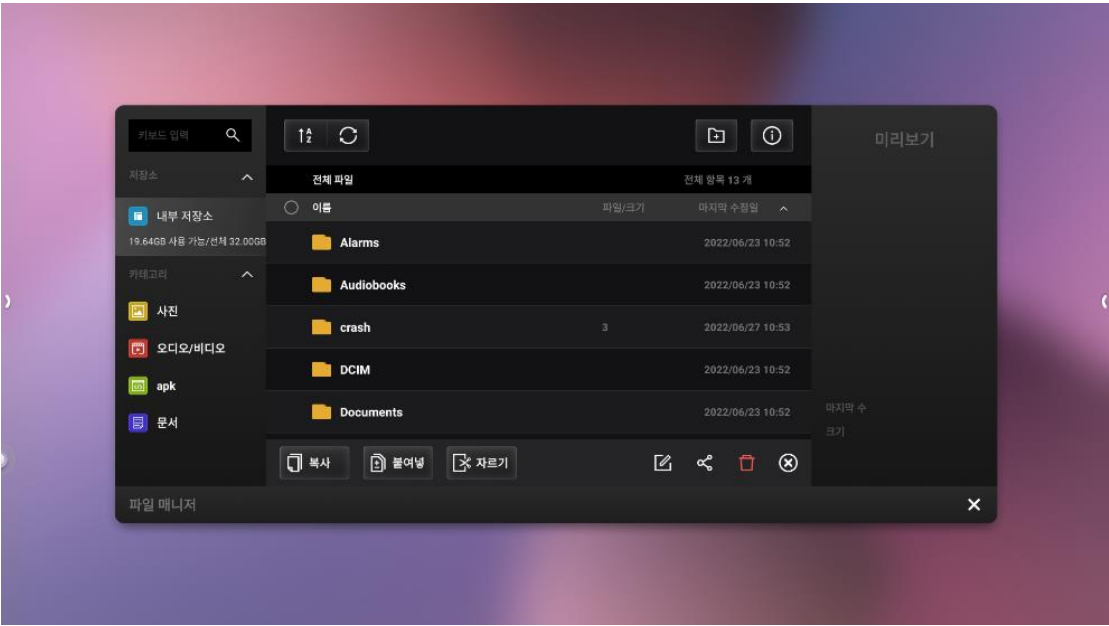 키보드 입력
저장소
내부 저장소
19.64GB 사용 가능/전체 32.00GB
카테고리
사진
오디오/비디오
apk
문서
전체 파일
전체 항목 13 개
이름
파일/크기
마지막 수정일
Alarms
2022/06/23 10:52
Audiobooks
2022/06/23 10:52
crash
3
2022/06/27 10:53
DCIM
2022/06/23 10:52
Documents
2022/06/23 10:52
복사
붙여넣
자르기
미리보기
마지막 수
크기
파일 매니저